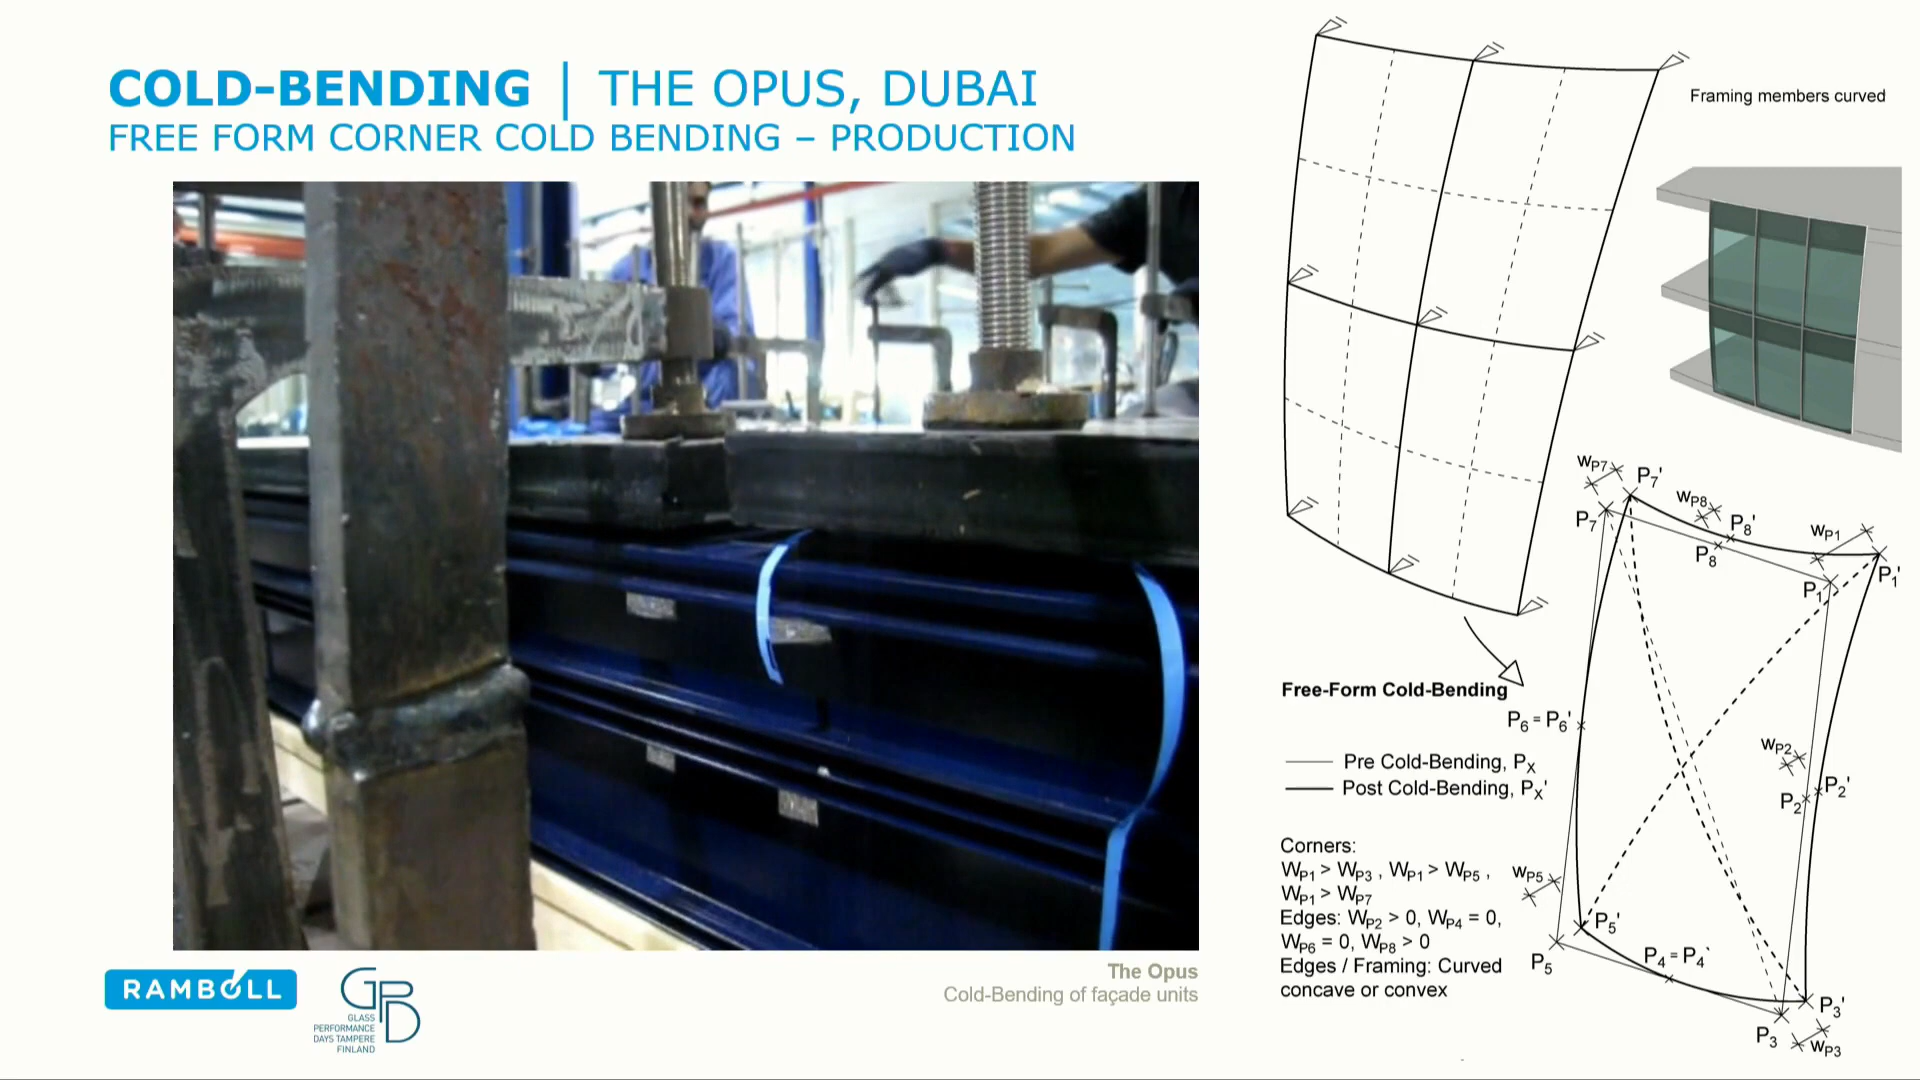 COLD-BENDING | THE OPUS, DUBAI
FREE FORM CORNER COLD BENDING – PRODUCTION
Framing members curved
Free-Form Cold-Bending
Pre Cold-Bending, Px
Post Cold-Bending, Px'
Corners:
WP1 > WP3 , WP1 > WP5 ,
WP1 > WP7
Edges: WP2 > 0, WP4 = 0,
WP6 = 0, WP8 > 0
Edges / Framing: Curved
concave or convex
wP7
P7'
wP8
P7
P8'
wP1
P8
P1'
P1
P6 = P6'
wP2
P2'
P2
wP5
P5'
P5
P4 = P4`
P3'
P3
wP3
The Opus
Cold-Bending of façade units
RAMBOLL
GPD
GLASS
PERFORMANCE
DAYS TAMPERE
FINLAND